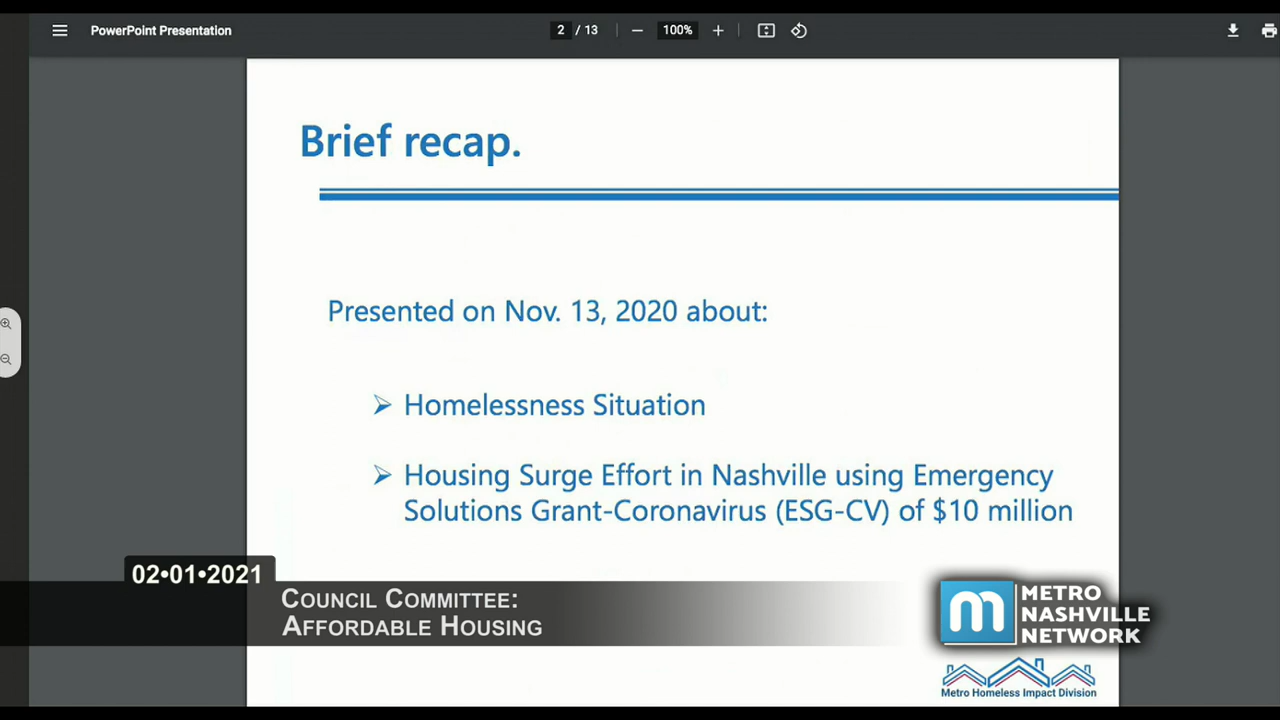 PowerPoint Presentation
2 / 13
100%
Brief recap.
Presented on Nov. 13, 2020 about:
Homelessness Situation
Housing Surge Effort in Nashville using Emergency
Solutions Grant-Coronavirus (ESG-CV) of $10 million
02•01•2021
COUNCIL COMMITTEE:
AFFORDABLE HOUSING
m
METRO
NASHVILLE
NETWORK
Metro Homeless Impact Division